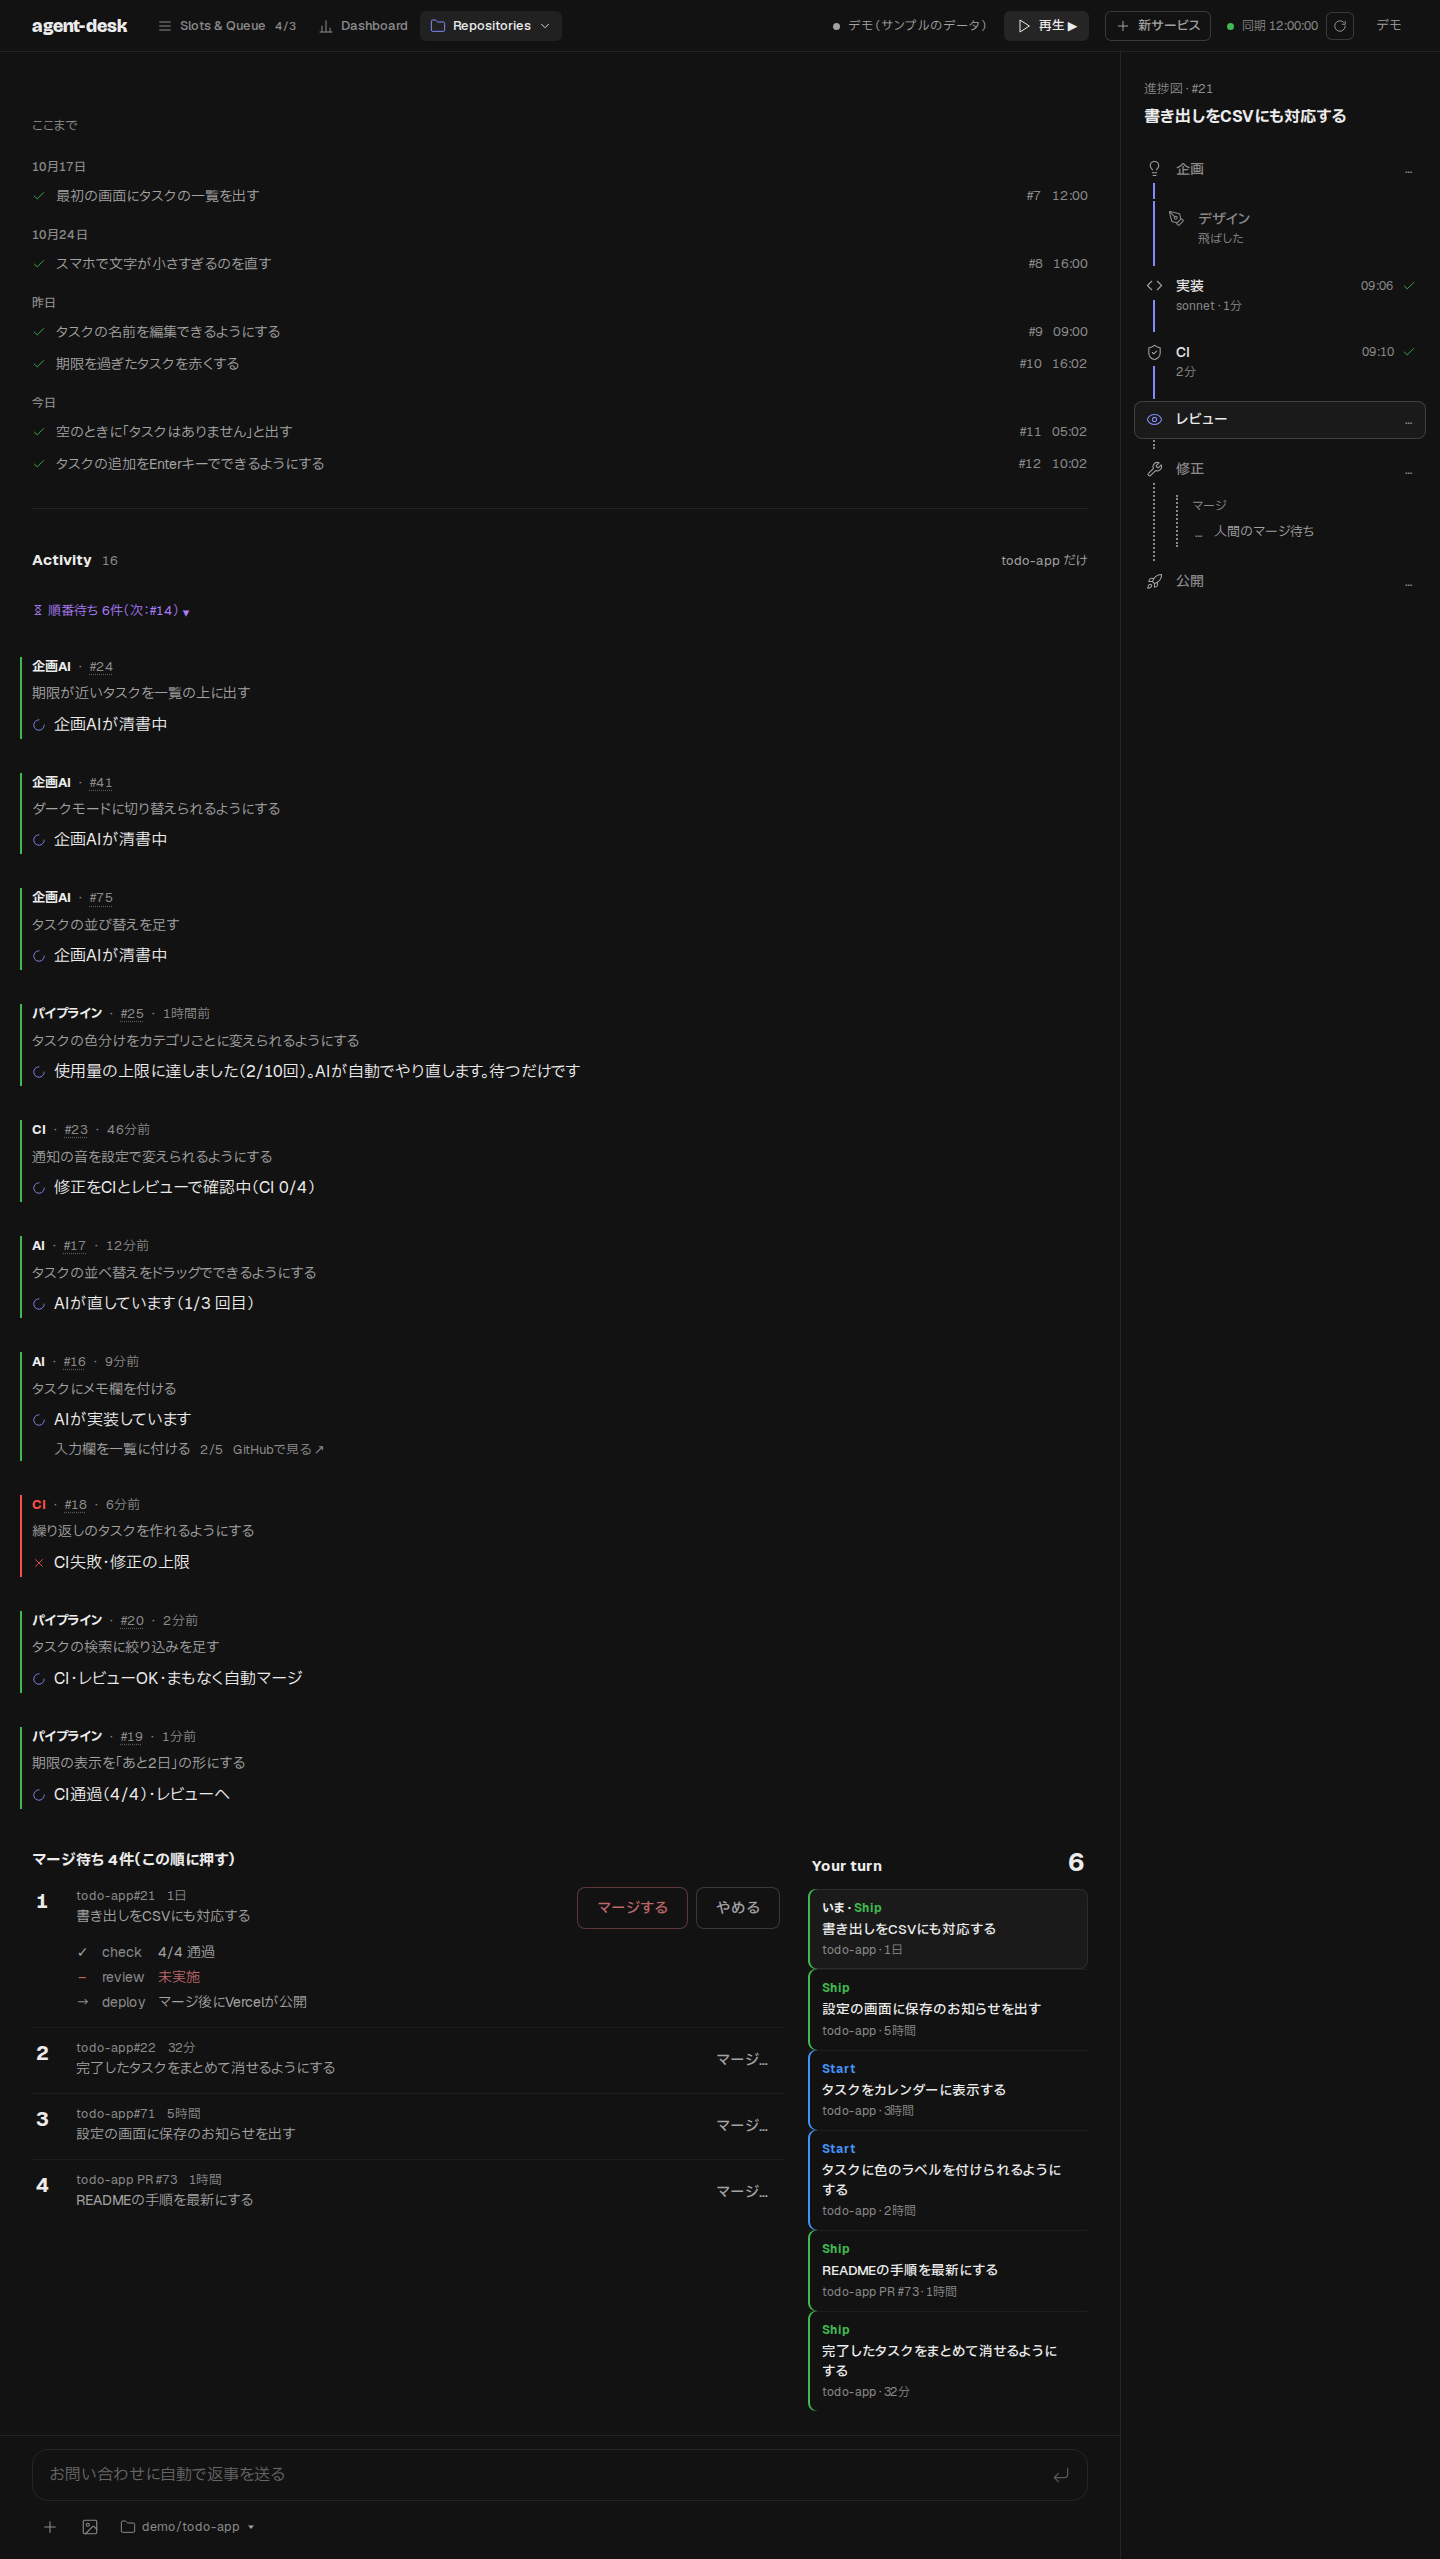 agent-desk
Slots & Queue 4/3
Dashboard
Repositories
デモ(サンプルのデータ)
再生 ▶
新サービス
同期 12:00:00
デモ
ここまで
10月17日
最初の画面にタスクの一覧を出す #7 12:00
10月24日
スマホで文字が小さすぎるのを直す #8 16:00
昨日
タスクの名前を編集できるようにする #9 09:00
期限を過ぎたタスクを赤くする #10 16:02
今日
空のときに「タスクはありません」と出す #11 05:02
タスクの追加をEnterキーでできるようにする #12 10:02
Activity 16
todo-app だけ
順番待ち 6件(次:#14) ▾
企画AI · #24
期限が近いタスクを一覧の上に出す
企画AIが清書中
企画AI · #41
ダークモードに切り替えられるようにする
企画AIが清書中
企画AI · #75
タスクの並び替えを足す
企画AIが清書中
パイプライン · #25 · 1時間前
タスクの色分けをカテゴリごとに変えられるようにする
使用量の上限に達しました(2/10回)。AIが自動でやり直します。待つだけです
CI · #23 · 46分前
通知の音を設定で変えられるようにする
修正をCIとレビューで確認中(CI 0/4)
AI · #17 · 12分前
タスクの並べ替えをドラッグでできるようにする
AIが直しています(1/3 回目)
AI · #16 · 9分前
タスクにメモ欄を付ける
AIが実装しています
入力欄を一覧に付ける 2/5 GitHubで見る ↗
CI · #18 · 6分前
繰り返しのタスクを作れるようにする
CI失敗・修正の上限
パイプライン · #20 · 2分前
タスクの検索に絞り込みを足す
CI・レビューOK・まもなく自動マージ
パイプライン · #19 · 1分前
期限の表示を「あと2日」の形にする
CI通過(4/4)・レビューへ
マージ待ち 4件(この順に押す)
1 todo-app#21 1日
書き出しをCSVにも対応する
マージする
やめる
✓ check 4/4 通過
– review 未実施
→ deploy マージ後にVercelが公開
2 todo-app#22 32分
完了したタスクをまとめて消せるようにする
マージ…
3 todo-app#71 5時間
設定の画面に保存のお知らせを出す
マージ…
4 todo-app PR #73 1時間
READMEの手順を最新にする
マージ…
Your turn 6
いま · Ship
書き出しをCSVにも対応する
todo-app · 1日
Ship
設定の画面に保存のお知らせを出す
todo-app · 5時間
Start
タスクをカレンダーに表示する
todo-app · 3時間
Start
タスクに色のラベルを付けられるように
する
todo-app · 2時間
Ship
READMEの手順を最新にする
todo-app PR #73 · 1時間
Ship
完了したタスクをまとめて消せるように
する
todo-app · 32分
お問い合わせに自動で返事を送る
demo/todo-app ▾
進捗図 · #21
書き出しをCSVにも対応する
企画 …
デザイン
飛ばした
実装 09:06
sonnet · 1分
CI 09:10
2分
レビュー …
修正 …
マージ
… 人間のマージ待ち
公開 …